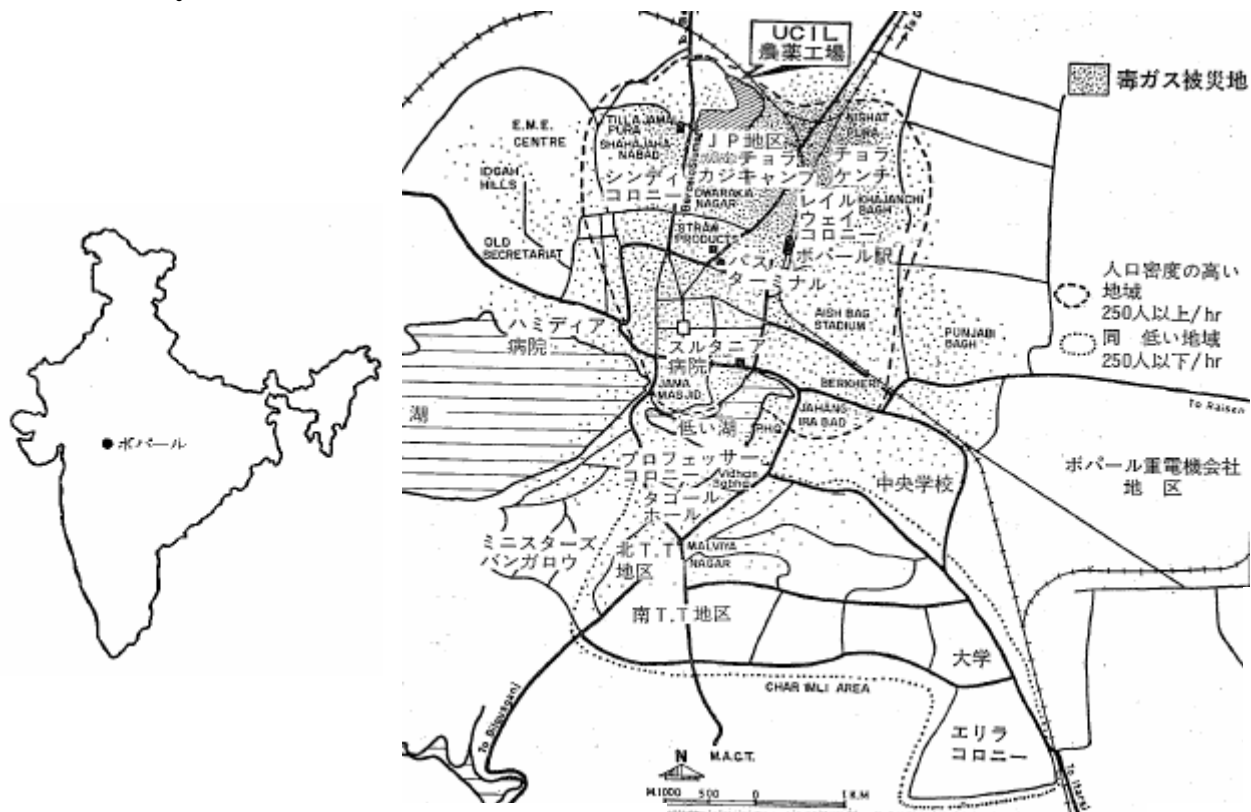 UCIL
農薬工場
毒ガス被災地
E.M.E.
CENTRE
SHAHAJAHA
NABAD
JP地区
NISHAT
PURA
チョラ
ケンチ
チョラ
カジキャンプ
シンディ
コロニー
IDGAH
HILLS
DWARAKA
NAGAR
レイル
ウェイ
コロニー
KHAJANCHI
BAGH
OLD
SECRETARIAT
STRAW
PRODUCTS
ボパール駅
バス
ターミナル
人口密度の高い
地域
250人以上/hr
同 低い地域
250人以下/hr
ハミディア
病院
AISH BAG
STADIUM
PUNJABI
BAGH
スルタニア
病院
JAMA
MASJID
BERKHERI
To Raisen
湖
低い湖
JAHANG
IRA BAD
ボパール
プロフェッサー
コロニー
Vidhan
Sabha
タゴール
ホール
中央学校
ボパール重電機会社
地 区
ミニスターズ
バンガロウ
北T.T
地区
MALVIYA
NAGAR
南T.T地区
大学
CHAR IMLI AREA
エリラ
コロニー
M.A.C.T.
N
M.1000 500 0 1 K.M.